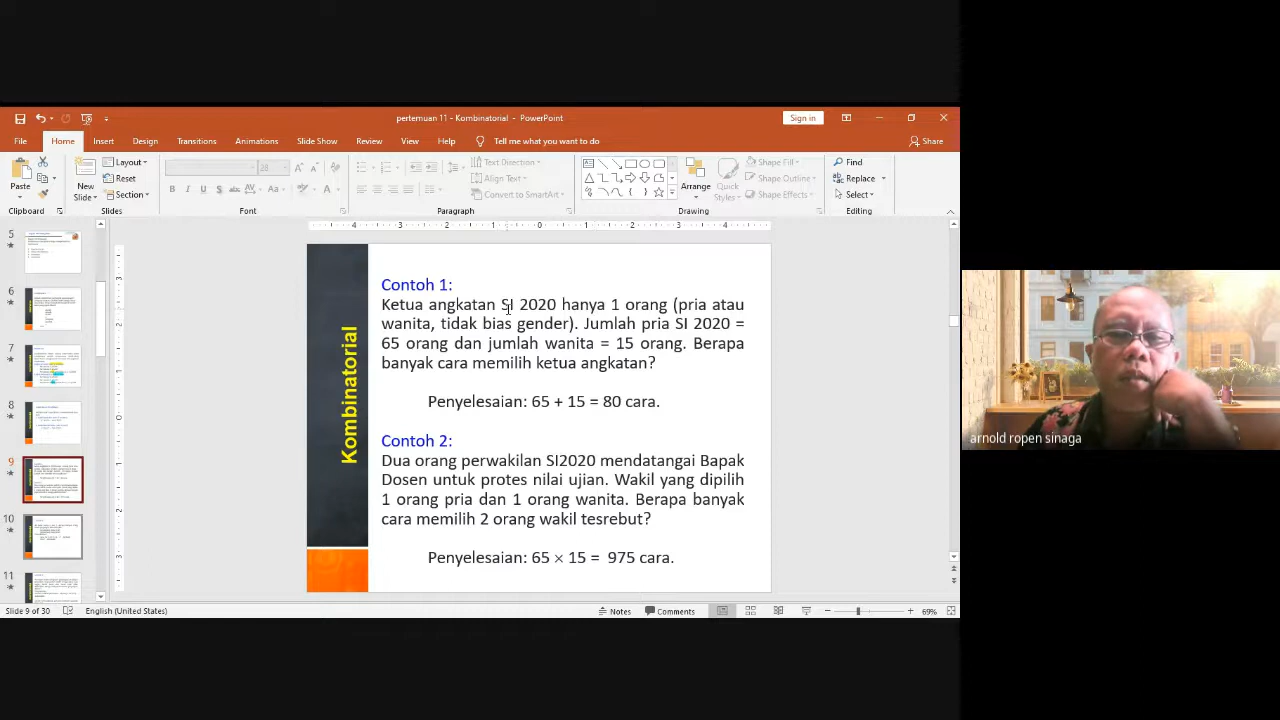 pertemuan 11 - Kombinatorial - PowerPoint
Sign in
File Home Insert Design Transitions Animations Slide Show Review View Help Tell me what you want to do Share
Paste
New
Slide
Layout
Reset
Section
28
Text Direction
Align Text
Convert to SmartArt
Arrange
Quick
Styles
Shape Fill
Shape Outline
Shape Effects
Find
Replace
Select
Clipboard Slides Font Paragraph Drawing Editing
5
6
7
8
9
10
11
Kombinatorial
Contoh 1:
Ketua angkatan SI 2020 hanya 1 orang (pria atau
wanita, tidak bias gender). Jumlah pria SI 2020 =
65 orang dan jumlah wanita = 15 orang. Berapa
banyak cara memilih ketua angkatan?
Penyelesaian: 65 + 15 = 80 cara.
Contoh 2:
Dua orang perwakilan SI2020 mendatangai Bapak
Dosen untuk protes nilai ujian. Wakil yang dipilih
1 orang pria dan 1 orang wanita. Berapa banyak
cara memilih 2 orang wakil tesrebut?
Penyelesaian: 65 × 15 = 975 cara.
arnold ropen sinaga
Slide 9 of 30 English (United States) Notes Comments 69%